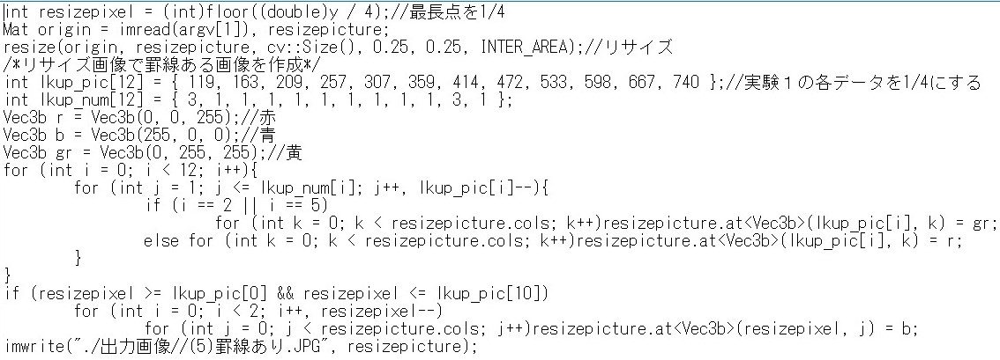 int resizepixel = (int)floor((double)y / 4);//最長点を1/4
Mat origin = imread(argv[1]), resizepicture;
resize(origin, resizepicture, cv::Size(), 0.25, 0.25, INTER_AREA);//リサイズ
/*リサイズ画像で罫線ある画像を作成*/
int lkup_pic[12] = { 119, 163, 209, 257, 307, 359, 414, 472, 533, 598, 667, 740 };//実験１の各データを1/4にする
int lkup_num[12] = { 3, 1, 1, 1, 1, 1, 1, 1, 1, 1, 3, 1 };
Vec3b r = Vec3b(0, 0, 255);//赤
Vec3b b = Vec3b(255, 0, 0);//青
Vec3b gr = Vec3b(0, 255, 255);//黄
for (int i = 0; i < 12; i++){
        for (int j = 1; j <= lkup_num[i]; j++, lkup_pic[i]--){
                if (i == 2 || i == 5)
                        for (int k = 0; k < resizepicture.cols; k++)resizepicture.at<Vec3b>(lkup_pic[i], k) = gr;
                else for (int k = 0; k < resizepicture.cols; k++)resizepicture.at<Vec3b>(lkup_pic[i], k) = r;
        }
}
if (resizepixel >= lkup_pic[0] && resizepixel <= lkup_pic[10])
        for (int i = 0; i < 2; i++, resizepixel--)
                for (int j = 0; j < resizepicture.cols; j++)resizepicture.at<Vec3b>(resizepixel, j) = b;
imwrite("./出力画像//(5)罫線あり.JPG", resizepicture);